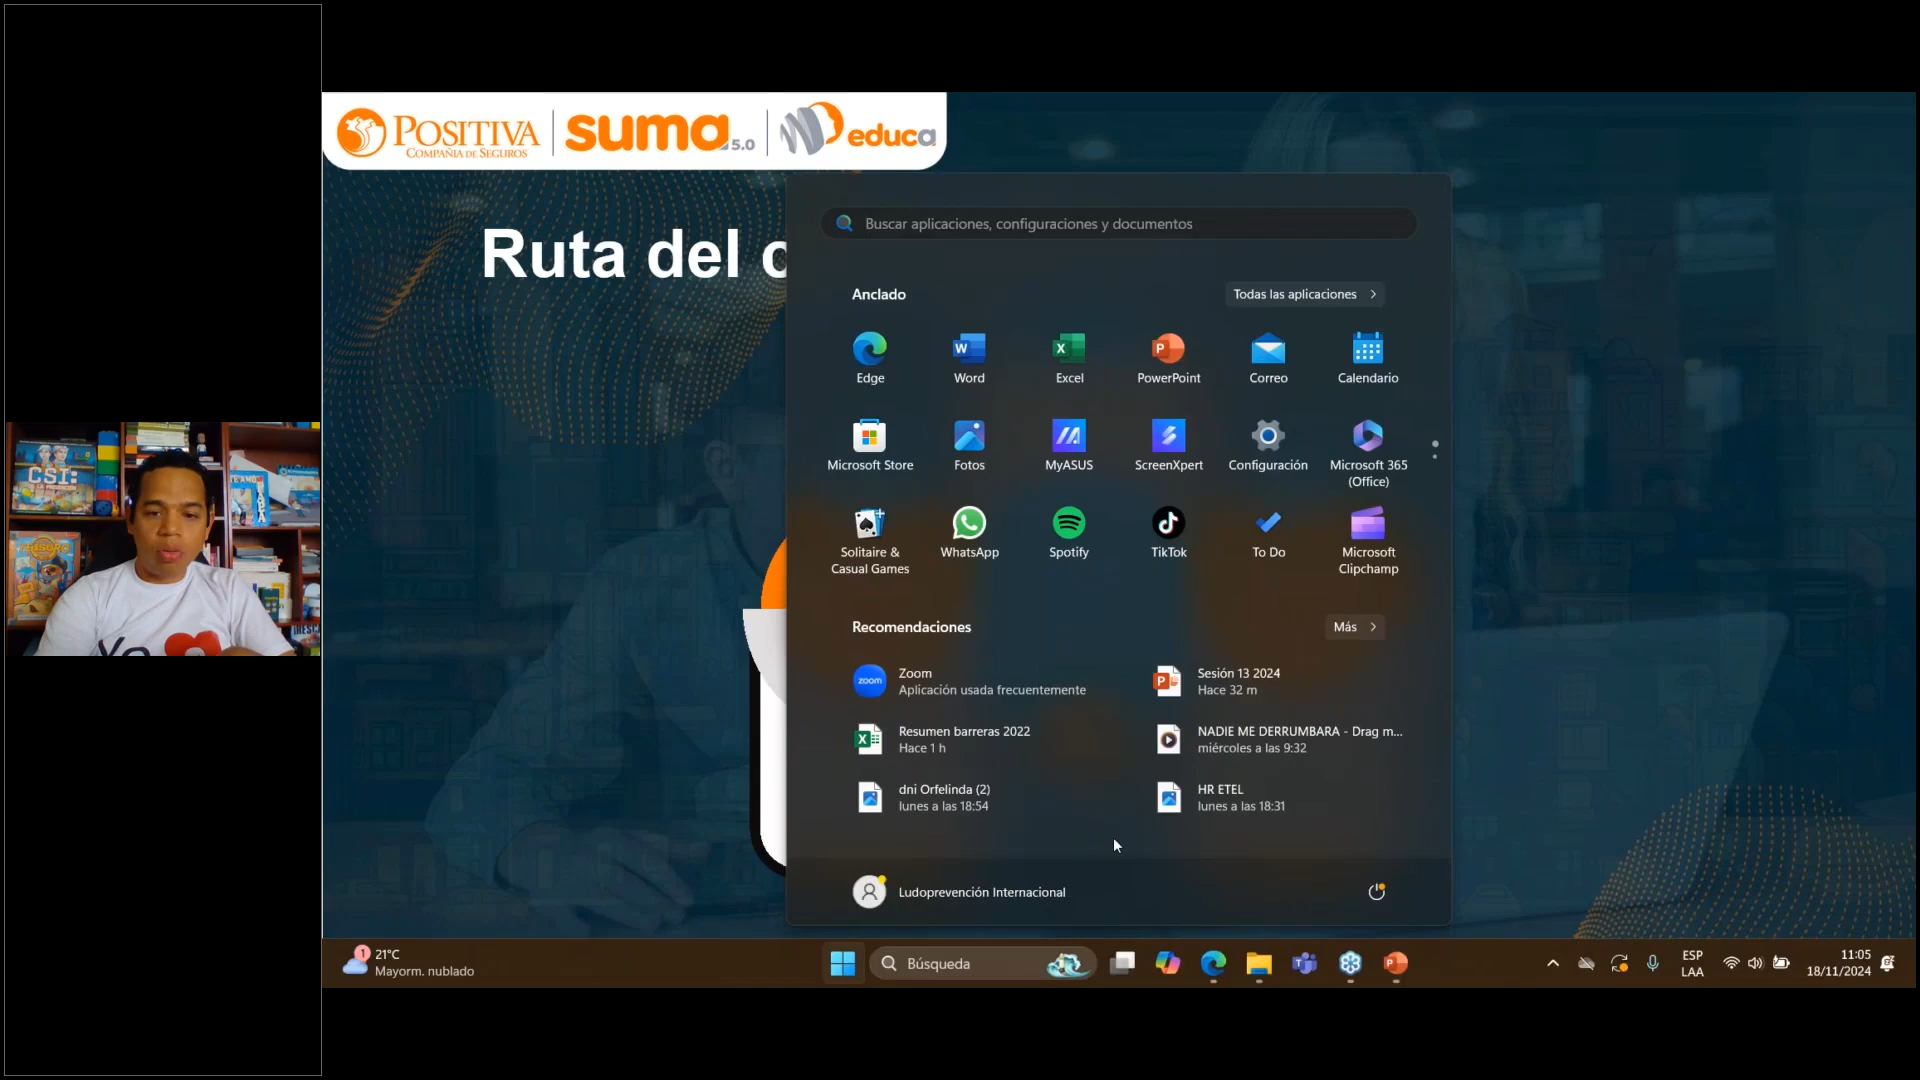 POSITIVA
COMPAÑÍA DE SEGUROS
suma 5.0
educa
Ruta del
Buscar aplicaciones, configuraciones y documentos
Anclado
Todas las aplicaciones
Edge
Word
Excel
PowerPoint
Correo
Calendario
Microsoft Store
Fotos
MyASUS
ScreenXpert
Configuración
Microsoft 365
(Office)
Solitaire &
Casual Games
WhatsApp
Spotify
TikTok
To Do
Microsoft
Clipchamp
Recomendaciones
Más
zoom
Zoom
Aplicación usada frecuentemente
Sesión 13 2024
Hace 32 m
Resumen barreras 2022
Hace 1 h
NADIE ME DERRUMBARA - Drag m...
miércoles a las 9:32
dni Orfelinda (2)
lunes a las 18:54
HR ETEL
lunes a las 18:31
Ludoprevención Internacional
CSI:
Yo
1
21°C
Mayorm. nublado
Búsqueda
ESP
LAA
11:05
18/11/2024